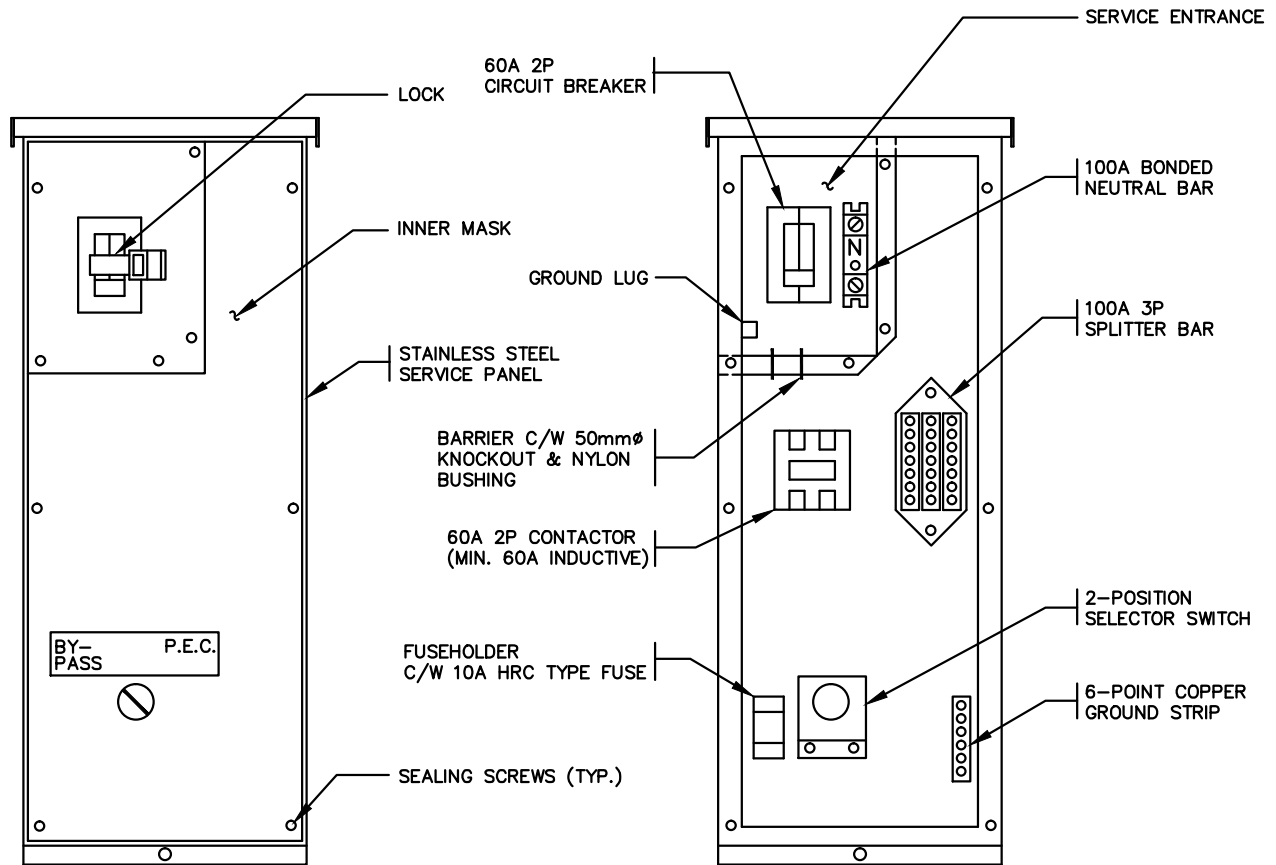 SERVICE ENTRANCE
60A 2P
CIRCUIT BREAKER
LOCK
100A BONDED
NEUTRAL BAR
N
INNER MASK
GROUND LUG
100A 3P
SPLITTER BAR
STAINLESS STEEL
SERVICE PANEL
BARRIER C/W 50mmø
KNOCKOUT & NYLON
BUSHING
60A 2P CONTACTOR
(MIN. 60A INDUCTIVE)
2-POSITION
SELECTOR SWITCH
BY-
PASS
P.E.C.
FUSEHOLDER
C/W 10A HRC TYPE FUSE
6-POINT COPPER
GROUND STRIP
SEALING SCREWS (TYP.)